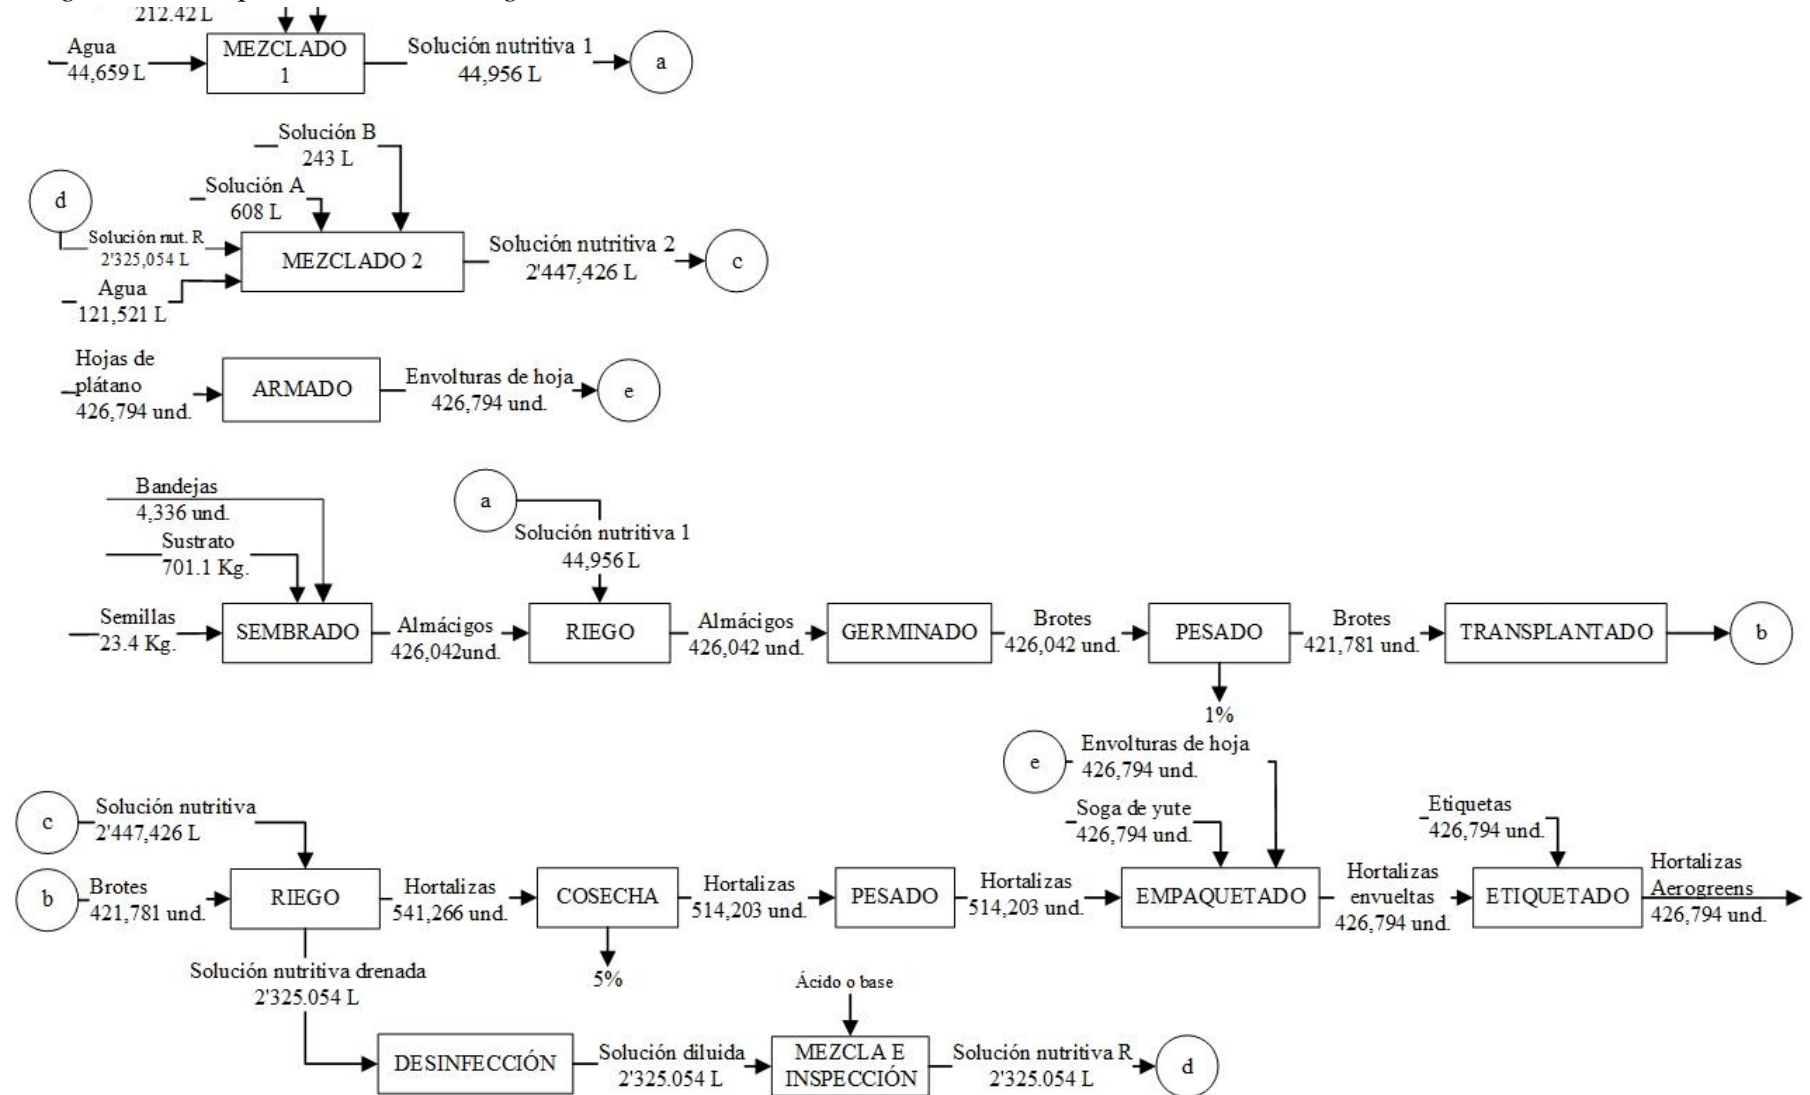 212.42 L
Agua
44,659 L
MEZCLADO
1
Solución nutritiva 1
44,956 L
a
Solución B
243 L
Solución A
608 L
d
Solución nut. R
2'325,054 L
Agua
121,521 L
MEZCLADO 2
Solución nutritiva 2
2'447,426 L
c
Hojas de
plátano
426,794 und.
ARMADO
Envolturas de hoja
426,794 und.
e
Bandejas
4,336 und.
Sustrato
701.1 Kg.
Semillas
23.4 Kg.
SEMBRADO
Almácigos
426,042und.
a
Solución nutritiva 1
44,956 L
RIEGO
Almácigos
426,042 und.
GERMINADO
Brotes
426,042 und.
PESADO
1%
Brotes
421,781 und.
TRANSPLANTADO
b
c
Solución nutritiva
2'447,426 L
b
Brotes
421,781 und.
RIEGO
Hortalizas
541,266 und.
COSECHA
5%
Hortalizas
514,203 und.
PESADO
Hortalizas
514,203 und.
e
Envolturas de hoja
426,794 und.
Soga de yute
426,794 und.
EMPAQUETADO
Hortalizas
envueltas
426,794 und.
Etiquetas
426,794 und.
ETIQUETADO
Hortalizas
Aerogreens
426,794 und.
Solución nutritiva drenada
2'325.054 L
DESINFECCIÓN
Solución diluida
2'325.054 L
Ácido o base
MEZCLA E
INSPECCIÓN
Solución nutritiva R
2'325.054 L
d